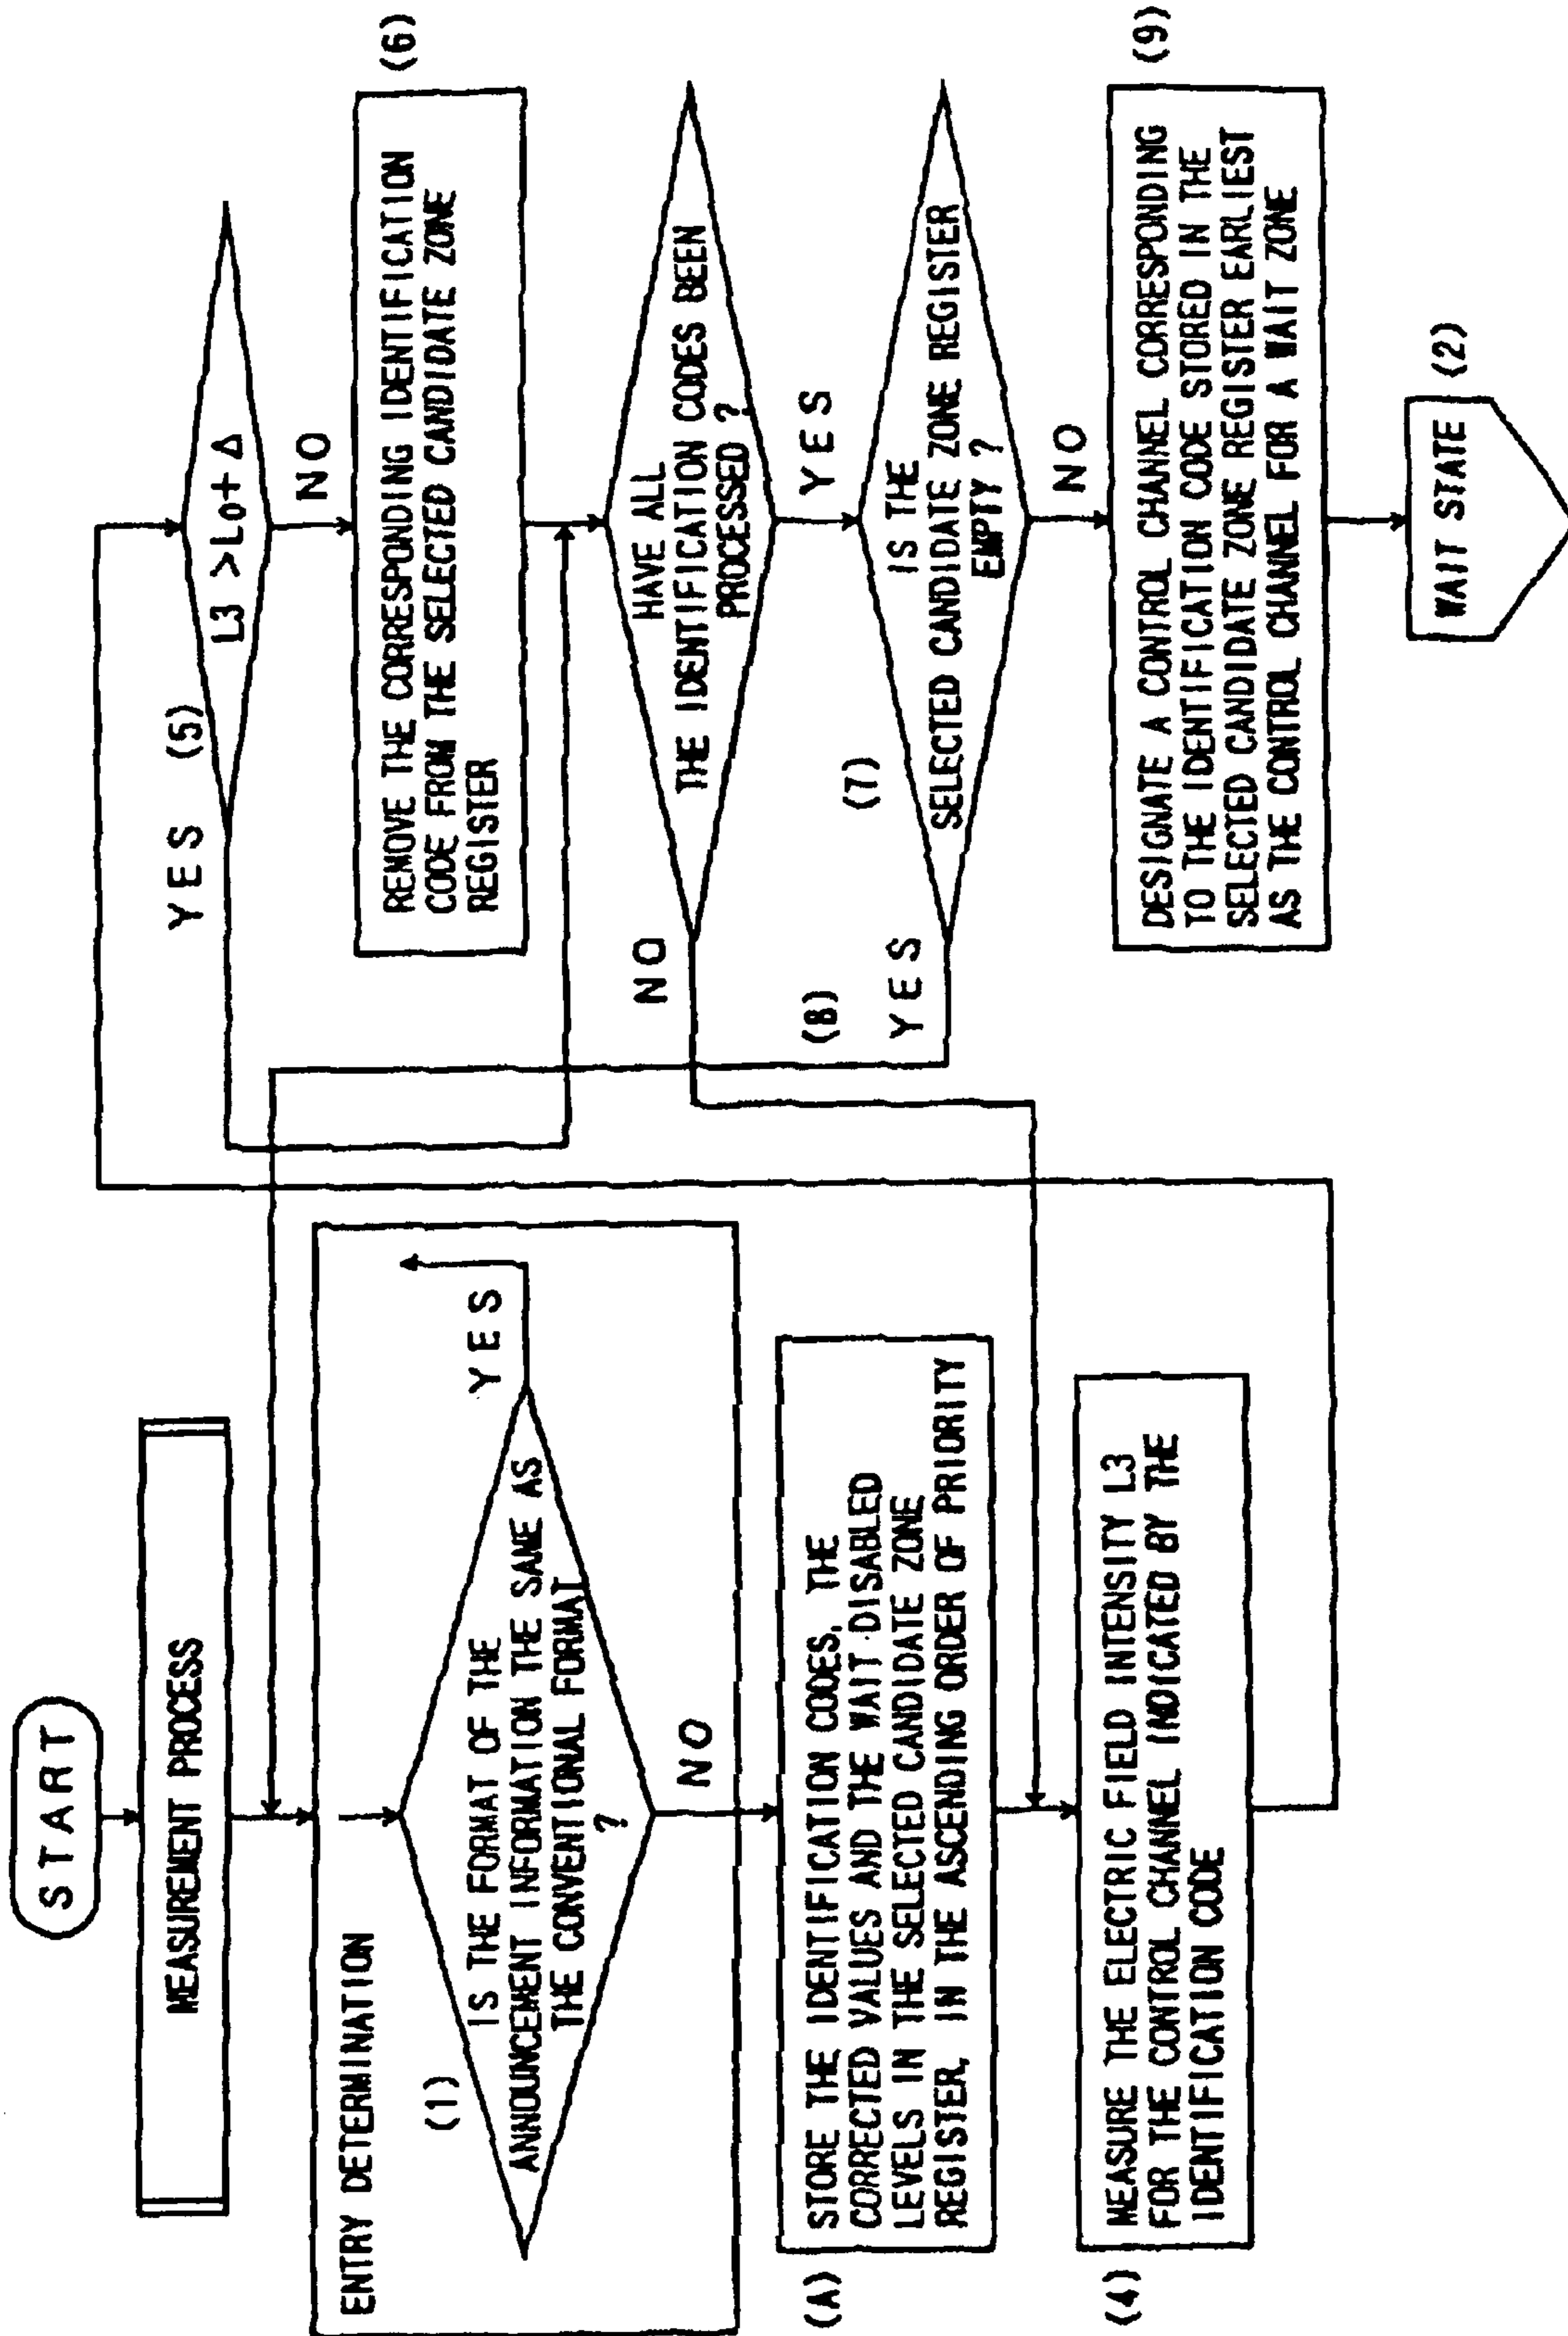 START
MEASUREMENT PROCESS
ENTRY DETERMINATION
(1)
IS THE FORMAT OF THE
ANNOUNCEMENT INFORMATION THE SAME AS
THE CONVENTIONAL FORMAT
?
YES
NO
(A)
STORE THE IDENTIFICATION CODES, THE
CORRECTED VALUES AND THE WAIT DISABLED
LEVELS IN THE SELECTED CANDIDATE ZONE
REGISTER, IN THE ASCENDING ORDER OF PRIORITY
(4)
MEASURE THE ELECTRIC FIELD INTENSITY L3
FOR THE CONTROL CHANNEL INDICATED BY THE
IDENTIFICATION CODE
YES (5)
L3 >Lo+ Δ
NO
(6)
REMOVE THE CORRESPONDING IDENTIFICATION
CODE FROM THE SELECTED CANDIDATE ZONE
REGISTER
HAVE ALL
THE IDENTIFICATION CODES BEEN
PROCESSED ?
NO
YES
(7)
(8)
IS THE
SELECTED CANDIDATE ZONE REGISTER
EMPTY ?
YES
NO
(9)
DESIGNATE A CONTROL CHANNEL CORRESPONDING
TO THE IDENTIFICATION CODE STORED IN THE
SELECTED CANDIDATE ZONE REGISTER EARLIEST
AS THE CONTROL CHANNEL FOR A WAIT ZONE
WAIT STATE (2)